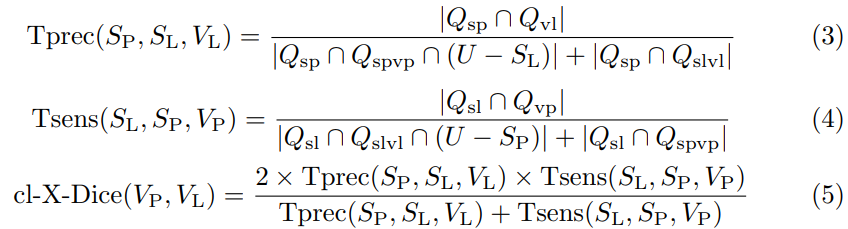 Tprec(S_P, S_L, V_L) = |Q_sp ∩ Q_vl| / (|Q_sp ∩ Q_spvp ∩ (U − S_L)| + |Q_sp ∩ Q_slvl|) (3)
Tsens(S_L, S_P, V_P) = |Q_sl ∩ Q_vp| / (|Q_sl ∩ Q_slvl ∩ (U − S_P)| + |Q_sl ∩ Q_spvp|) (4)
cl-X-Dice(V_P, V_L) = (2 × Tprec(S_P, S_L, V_L) × Tsens(S_L, S_P, V_P)) / (Tprec(S_P, S_L, V_L) + Tsens(S_L, S_P, V_P)) (5)